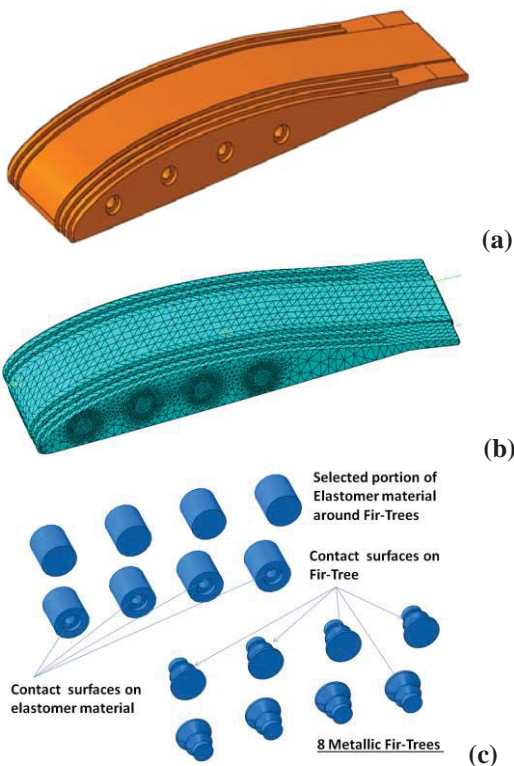 (a)
(b)
Selected portion of
Elastomer material
around Fir-Trees
Contact surfaces on
Fir-Tree
Contact surfaces on
elastomer material
8 Metallic Fir-Trees
(c)